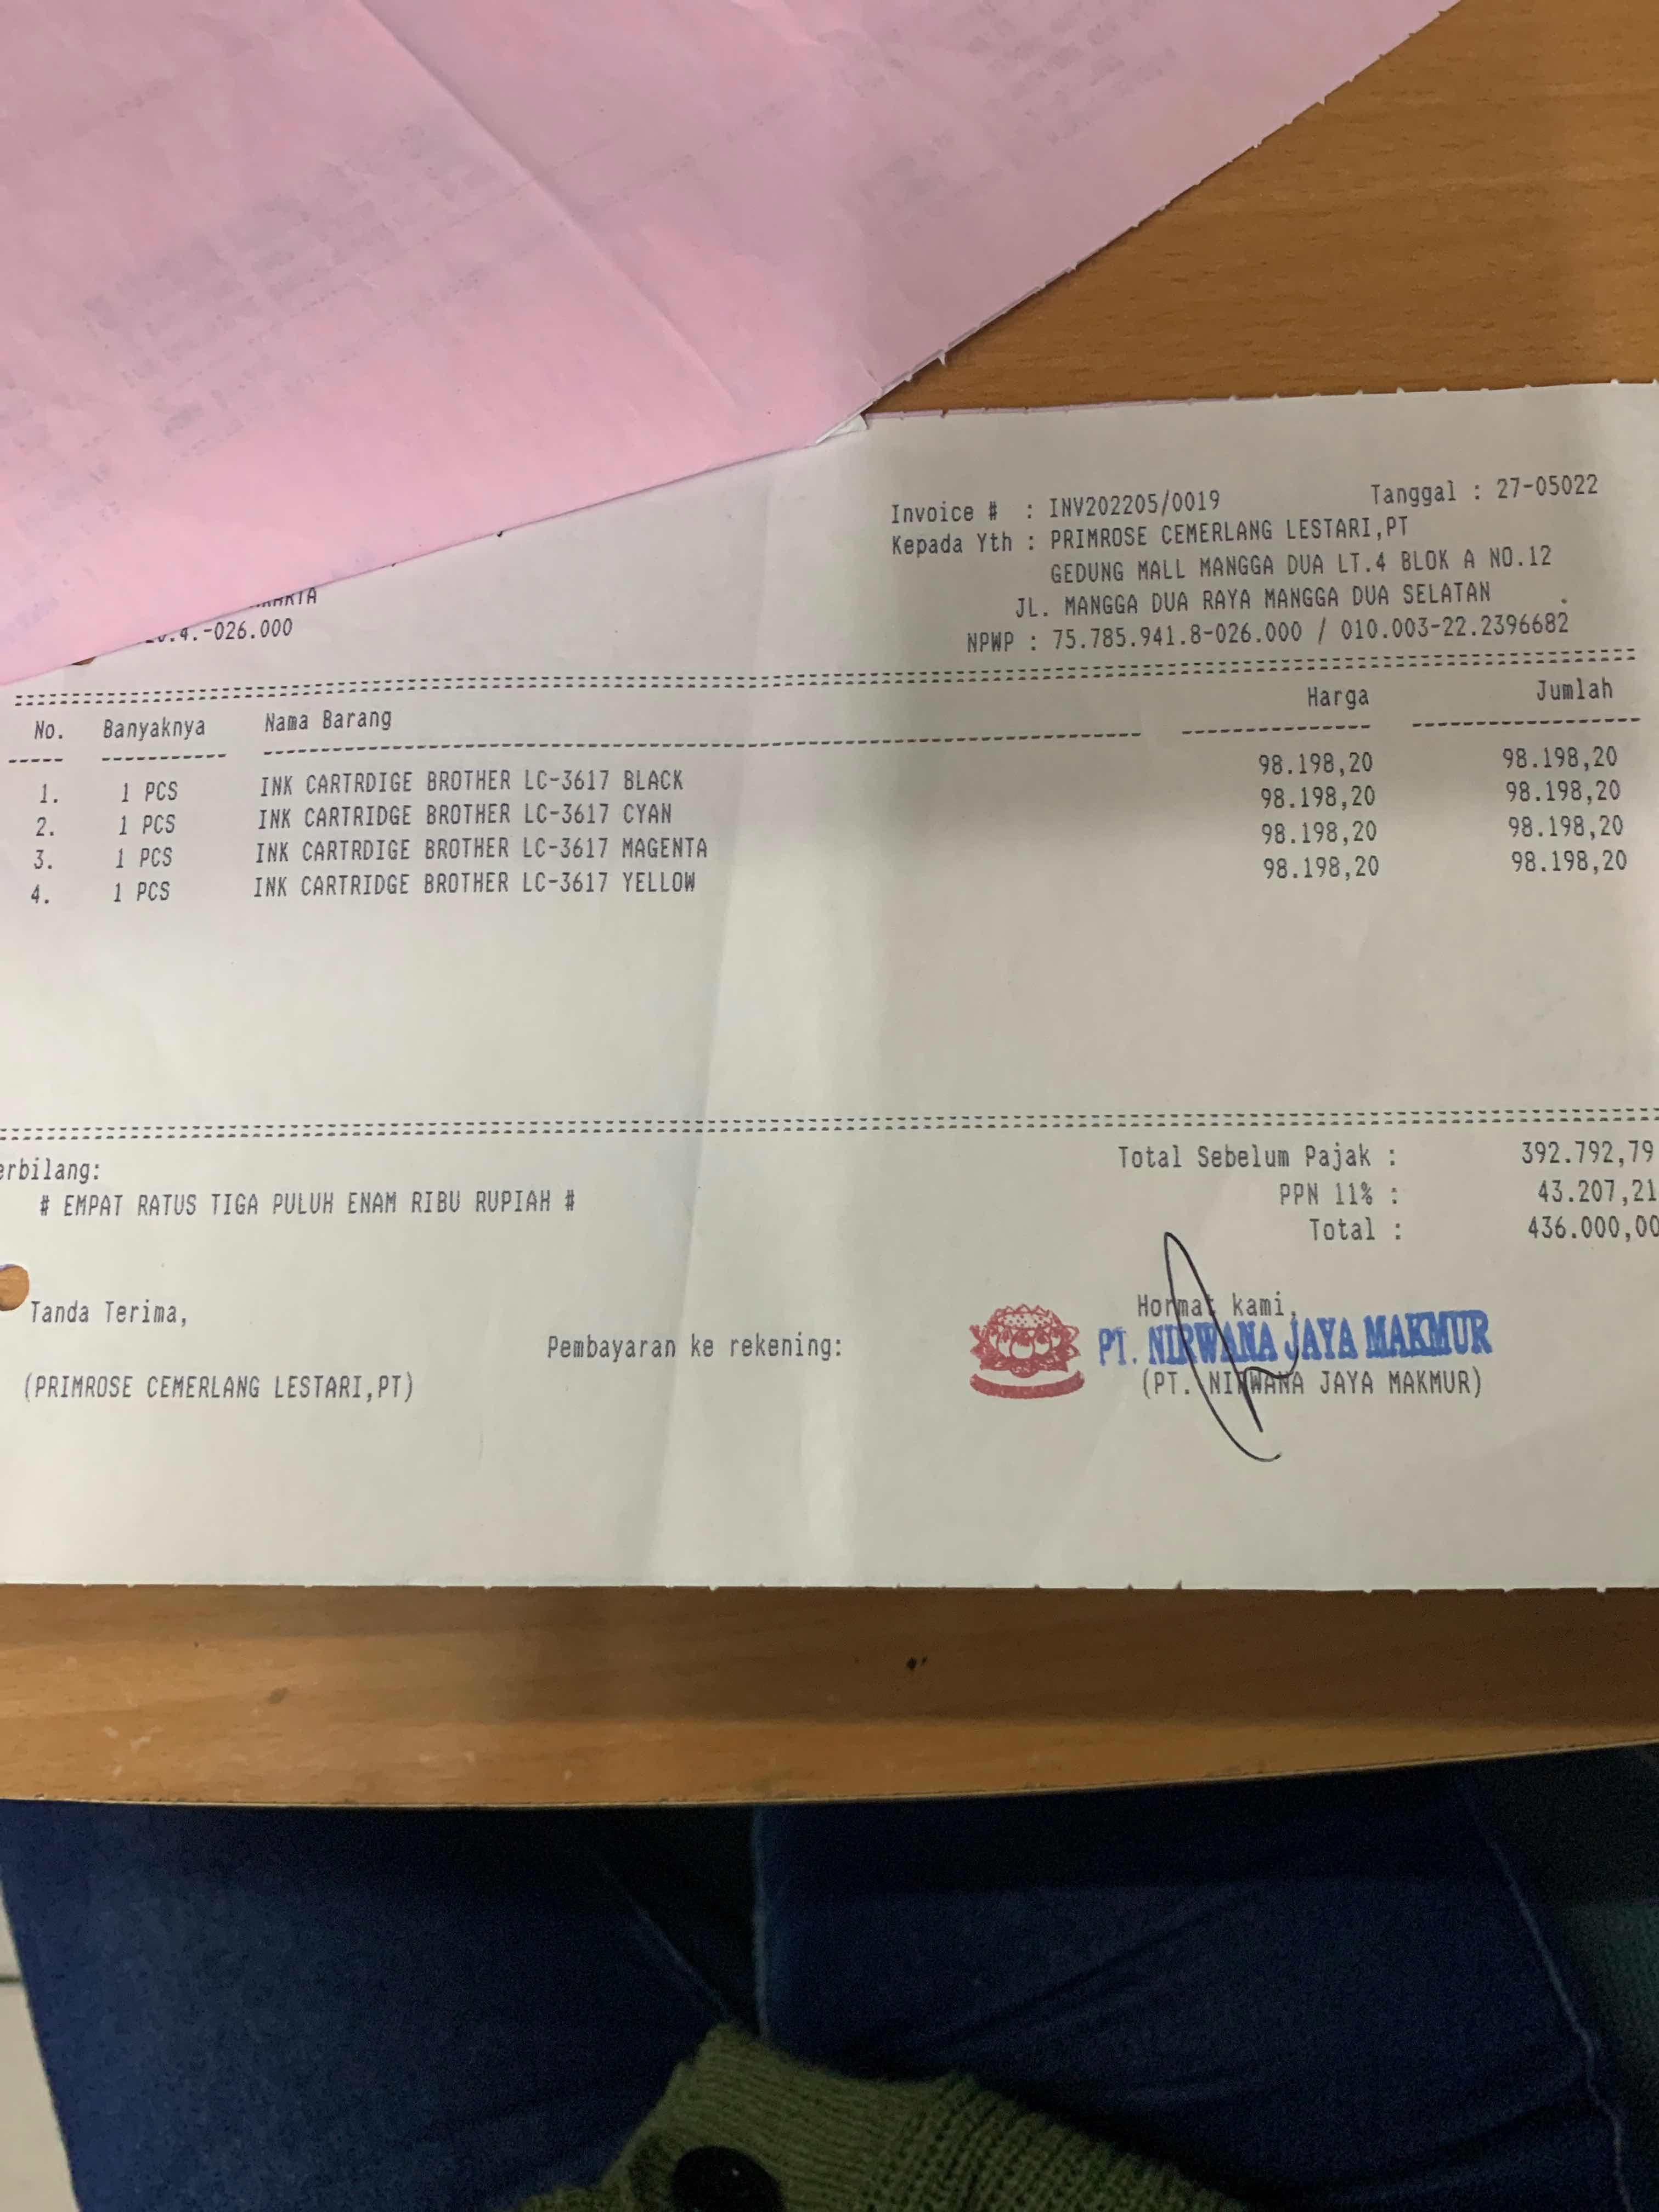 -026.000
Invoice # : INV202205/0019 Tanggal : 27-05022
Kepada Yth : PRIMROSE CEMERLANG LESTARI,PT
GEDUNG MALL MANGGA DUA LT.4 BLOK A NO.12
JL. MANGGA DUA RAYA MANGGA DUA SELATAN
NPWP : 75.785.941.8-026.000 / 010.003-22.2396682
No. Banyaknya Nama Barang Harga Jumlah
1. 1 PCS INK CARTRDIGE BROTHER LC-3617 BLACK 98.198,20 98.198,20
2. 1 PCS INK CARTRIDGE BROTHER LC-3617 CYAN 98.198,20 98.198,20
3. 1 PCS INK CARTRDIGE BROTHER LC-3617 MAGENTA 98.198,20 98.198,20
4. 1 PCS INK CARTRIDGE BROTHER LC-3617 YELLOW 98.198,20 98.198,20
erbilang:
# EMPAT RATUS TIGA PULUH ENAM RIBU RUPIAH #
Total Sebelum Pajak : 392.792,79
PPN 11% : 43.207,21
Total : 436.000,00
Tanda Terima,
(PRIMROSE CEMERLANG LESTARI,PT)
Pembayaran ke rekening:
Hormat kami,
PT. NIRWANA JAYA MAKMUR
(PT. NIRWANA JAYA MAKMUR)